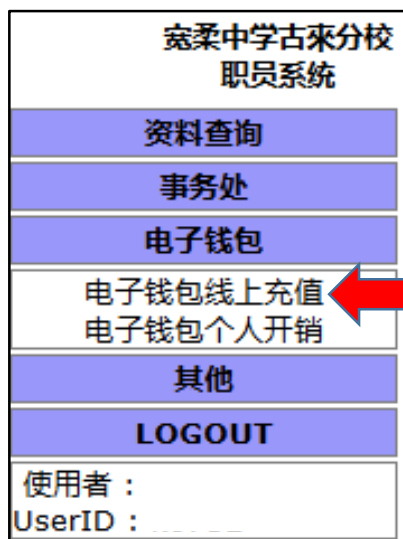 宽柔中学古來分校
职员系统
资料查询
事务处
电子钱包
电子钱包线上充值
电子钱包个人开销
其他
LOGOUT
使用者：
UserID：